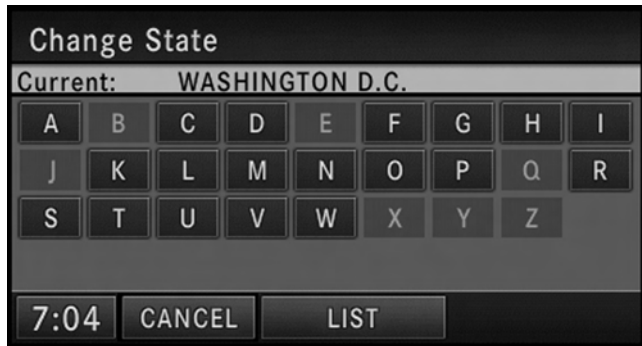 Change State
Current: WASHINGTON D.C.
A B C D E F G H I
J K L M N O P Q R
S T U V W X Y Z
7:04 CANCEL LIST